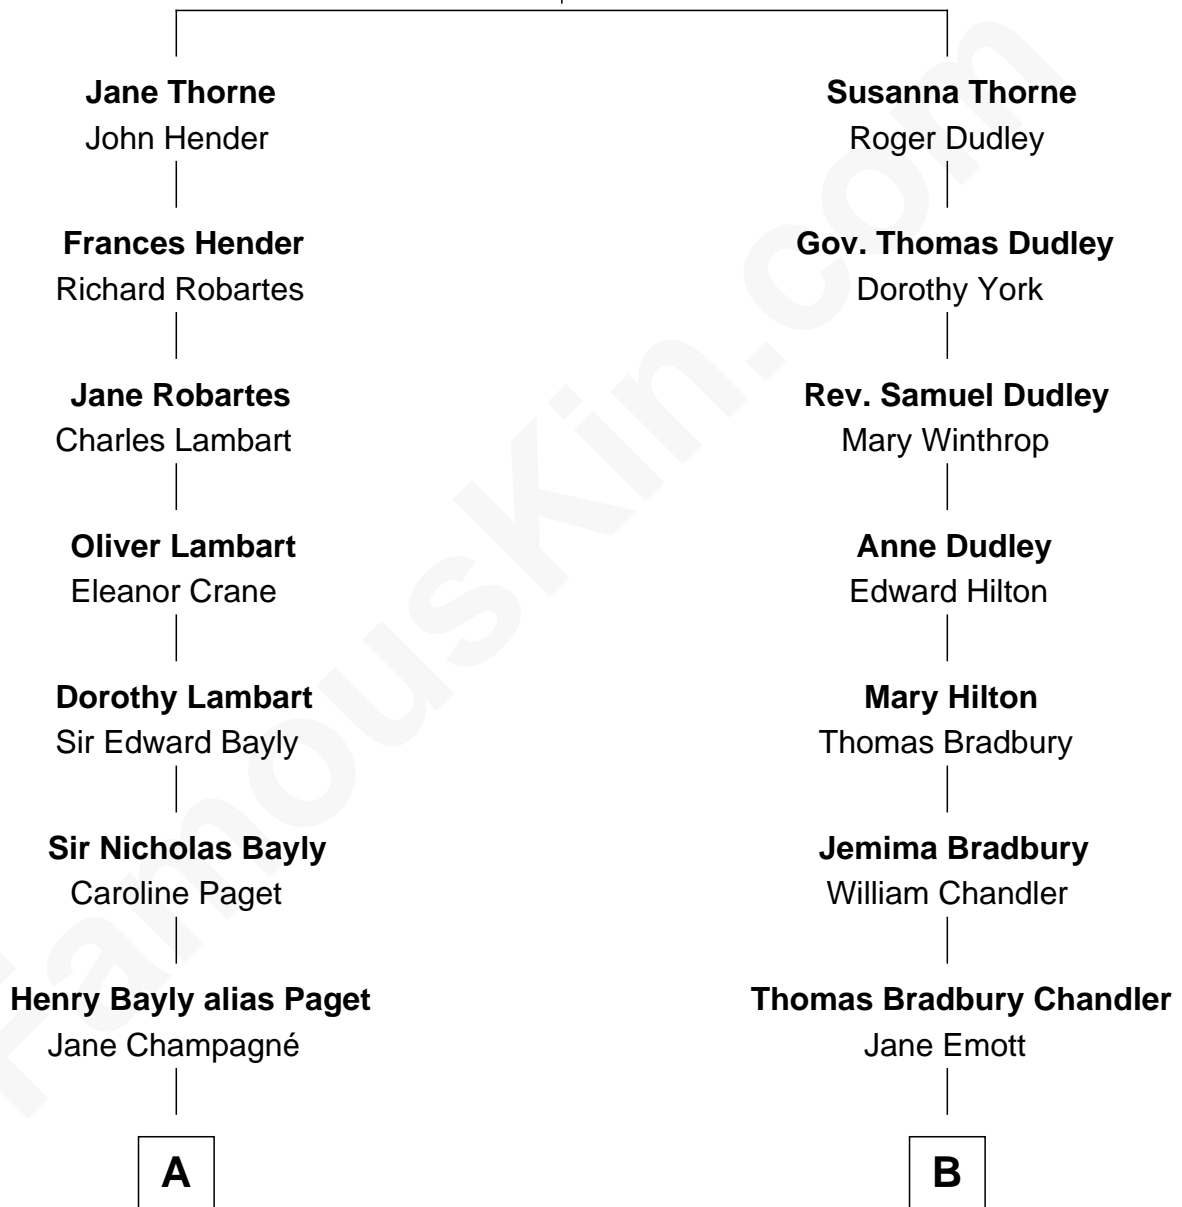 Jane Thorne
John Hender
Frances Hender
Richard Robartes
Jane Robartes
Charles Lambart
Oliver Lambart
Eleanor Crane
Dorothy Lambart
Sir Edward Bayly
Sir Nicholas Bayly
Caroline Paget
Henry Bayly alias Paget
Jane Champagné
A
Susanna Thorne
Roger Dudley
Gov. Thomas Dudley
Dorothy York
Rev. Samuel Dudley
Mary Winthrop
Anne Dudley
Edward Hilton
Mary Hilton
Thomas Bradbury
Jemima Bradbury
William Chandler
Thomas Bradbury Chandler
Jane Emott
B
FamousKin.com